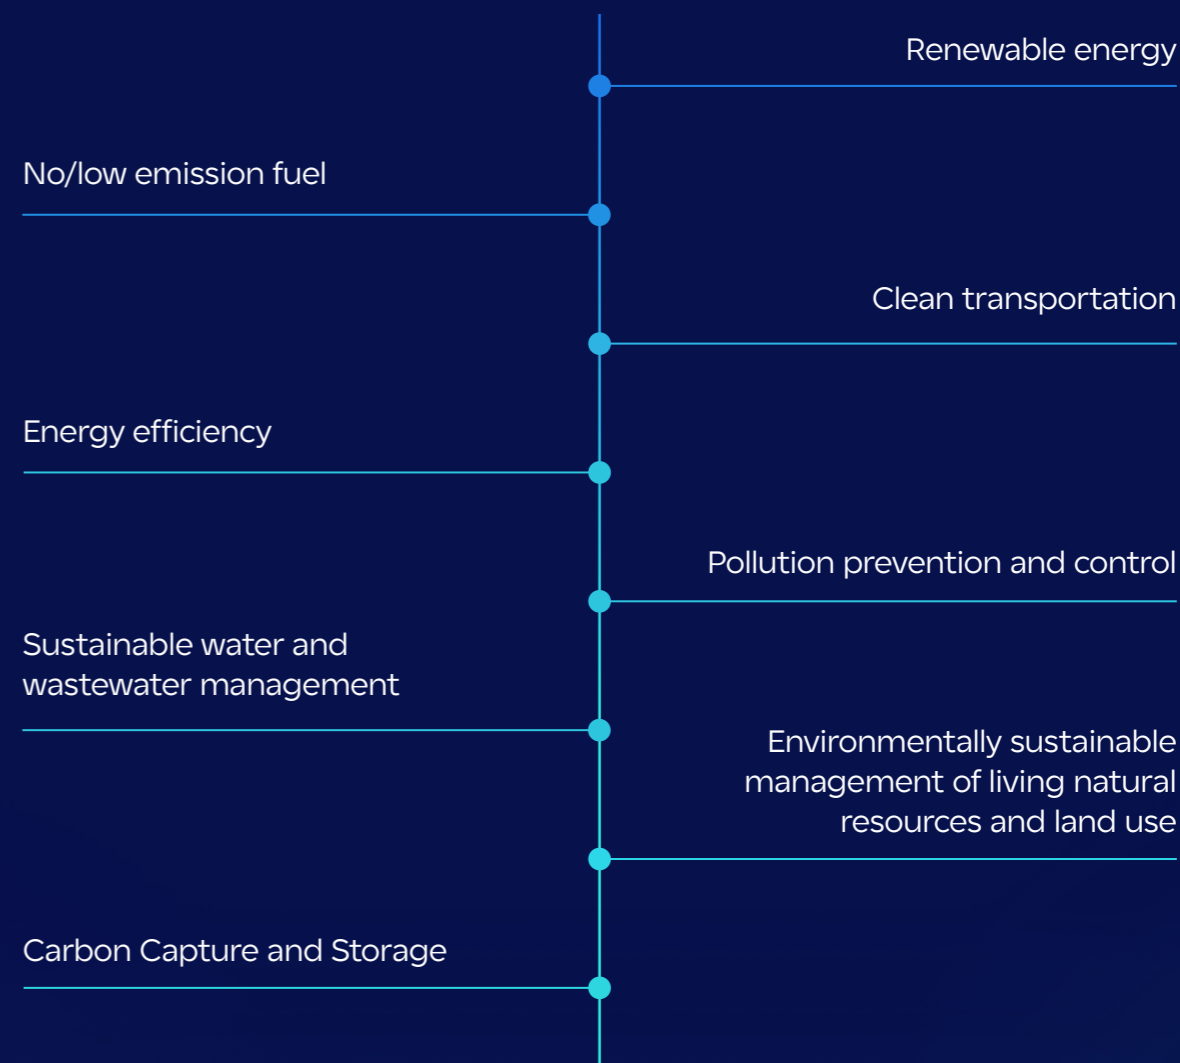 Renewable energy
No/low emission fuel
Clean transportation
Energy efficiency
Pollution prevention and control
Sustainable water and
wastewater management
Environmentally sustainable
management of living natural
resources and land use
Carbon Capture and Storage